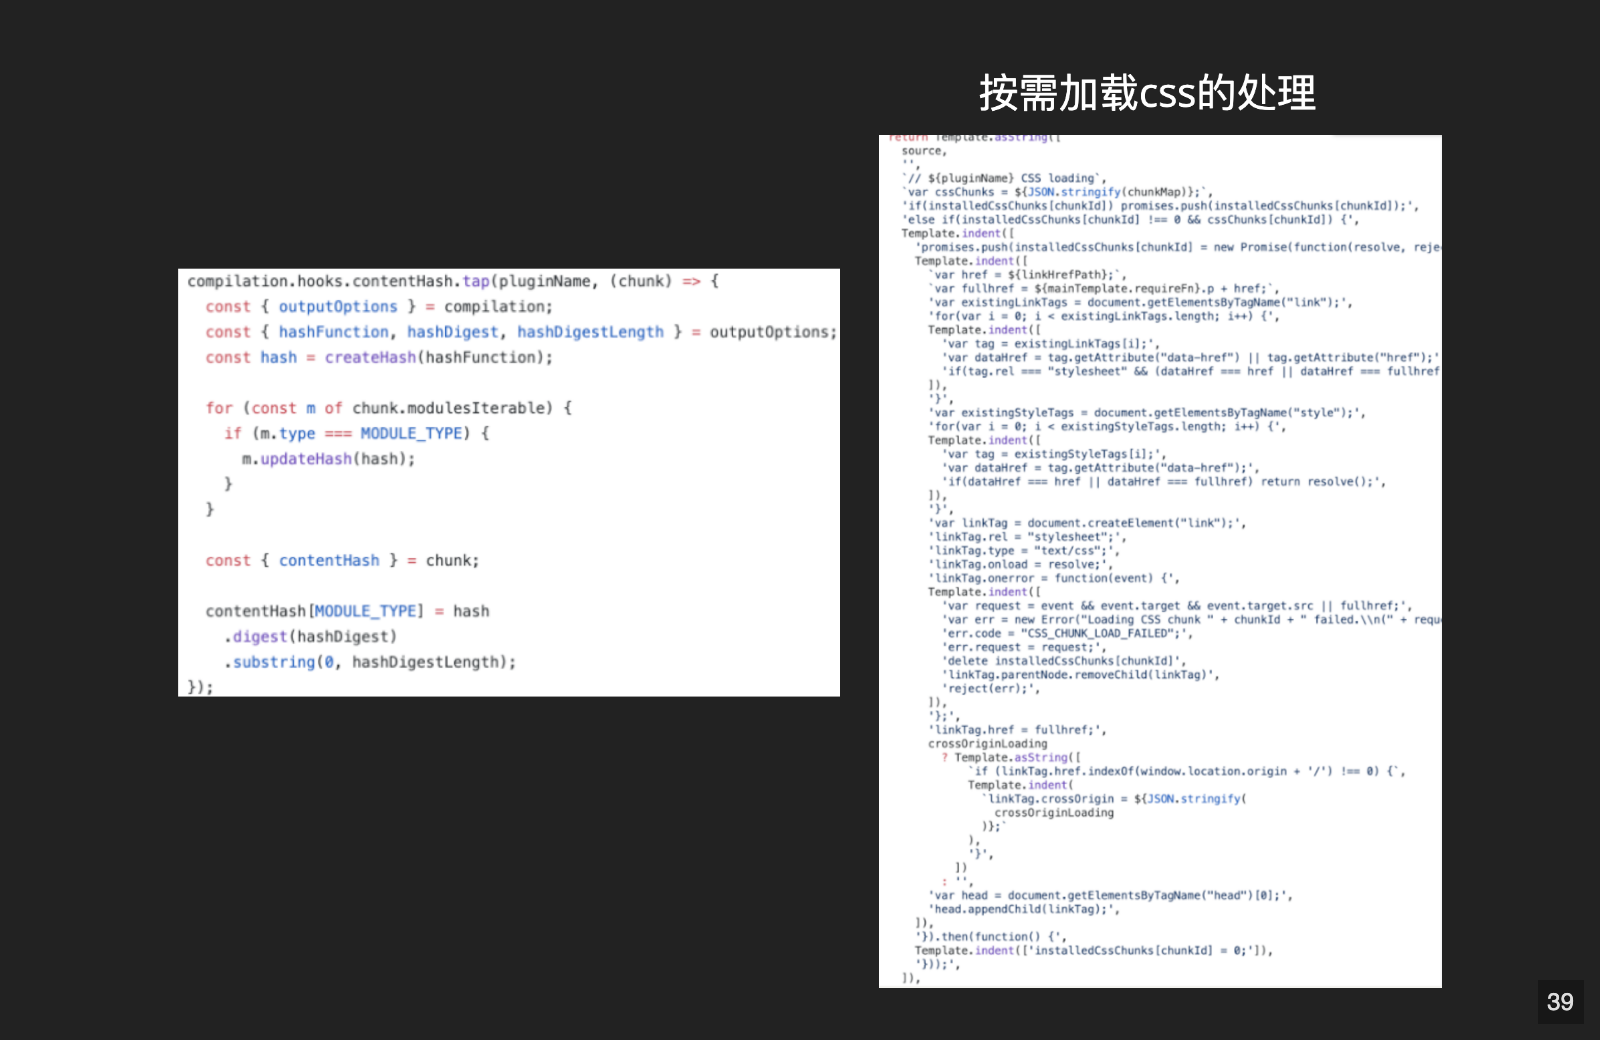 按需加载css的处理
compilation.hooks.contentHash.tap(pluginName, (chunk) => {
  const { outputOptions } = compilation;
  const { hashFunction, hashDigest, hashDigestLength } = outputOptions;
  const hash = createHash(hashFunction);
  for (const m of chunk.modulesIterable) {
    if (m.type === MODULE_TYPE) {
      m.updateHash(hash);
    }
  }
  const { contentHash } = chunk;
  contentHash[MODULE_TYPE] = hash
    .digest(hashDigest)
    .substring(0, hashDigestLength);
});
return Template.asString([
  source,
  '',
  `// ${pluginName} CSS loading`,
  `var cssChunks = ${JSON.stringify(chunkMap)};`,
  'if(installedCssChunks[chunkId]) promises.push(installedCssChunks[chunkId]);',
  'else if(installedCssChunks[chunkId] !== 0 && cssChunks[chunkId]) {',
  Template.indent([
    'promises.push(installedCssChunks[chunkId] = new Promise(function(resolve, reje
    Template.indent([
      `var href = ${linkHrefPath};`,
      `var fullhref = ${mainTemplate.requireFn}.p + href;`,
      'var existingLinkTags = document.getElementsByTagName("link");',
      'for(var i = 0; i < existingLinkTags.length; i++) {',
      Template.indent([
        'var tag = existingLinkTags[i];',
        'var dataHref = tag.getAttribute("data-href") || tag.getAttribute("href");'
        'if(tag.rel === "stylesheet" && (dataHref === href || dataHref === fullhref
      ]),
      '}',
      'var existingStyleTags = document.getElementsByTagName("style");',
      'for(var i = 0; i < existingStyleTags.length; i++) {',
      Template.indent([
        'var tag = existingStyleTags[i];',
        'var dataHref = tag.getAttribute("data-href");',
        'if(dataHref === href || dataHref === fullhref) return resolve();',
      ]),
      '}',
      'var linkTag = document.createElement("link");',
      'linkTag.rel = "stylesheet";',
      'linkTag.type = "text/css";',
      'linkTag.onload = resolve;',
      'linkTag.onerror = function(event) {',
      Template.indent([
        'var request = event && event.target && event.target.src || fullhref;',
        'var err = new Error("Loading CSS chunk " + chunkId + " failed.\\n(" + requ
        'err.code = "CSS_CHUNK_LOAD_FAILED";',
        'err.request = request;',
        'delete installedCssChunks[chunkId]',
        'linkTag.parentNode.removeChild(linkTag)',
        'reject(err);',
      ]),
      '};',
      'linkTag.href = fullhref;',
      crossOriginLoading
        ? Template.asString([
            `if (linkTag.href.indexOf(window.location.origin + '/') !== 0) {`,
            Template.indent(
              `linkTag.crossOrigin = ${JSON.stringify(
                crossOriginLoading
              )};`
            ),
            '}',
          ])
        : '',
      'var head = document.getElementsByTagName("head")[0];',
      'head.appendChild(linkTag);',
    ]),
    '}).then(function() {',
    Template.indent(['installedCssChunks[chunkId] = 0;']),
    '}));',
  ]),
39